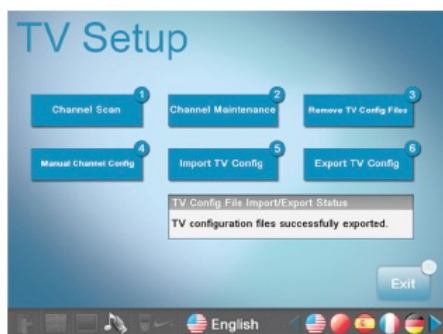 TV Setup
1
Channel Scan
2
Channel Maintenance
3
Remove TV Config Files
4
Manual Channel Config
5
Import TV Config
6
Export TV Config
TV Config File Import/Export Status
TV configuration files successfully exported.
Exit
English